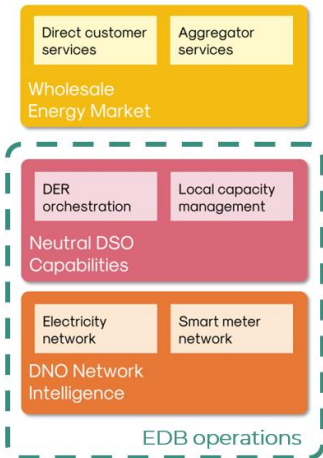 Direct customer
services
Aggregator
services
Wholesale
Energy Market
DER
orchestration
Local capacity
management
Neutral DSO
Capabilities
Electricity
network
Smart meter
network
DNO Network
Intelligence
EDB operations